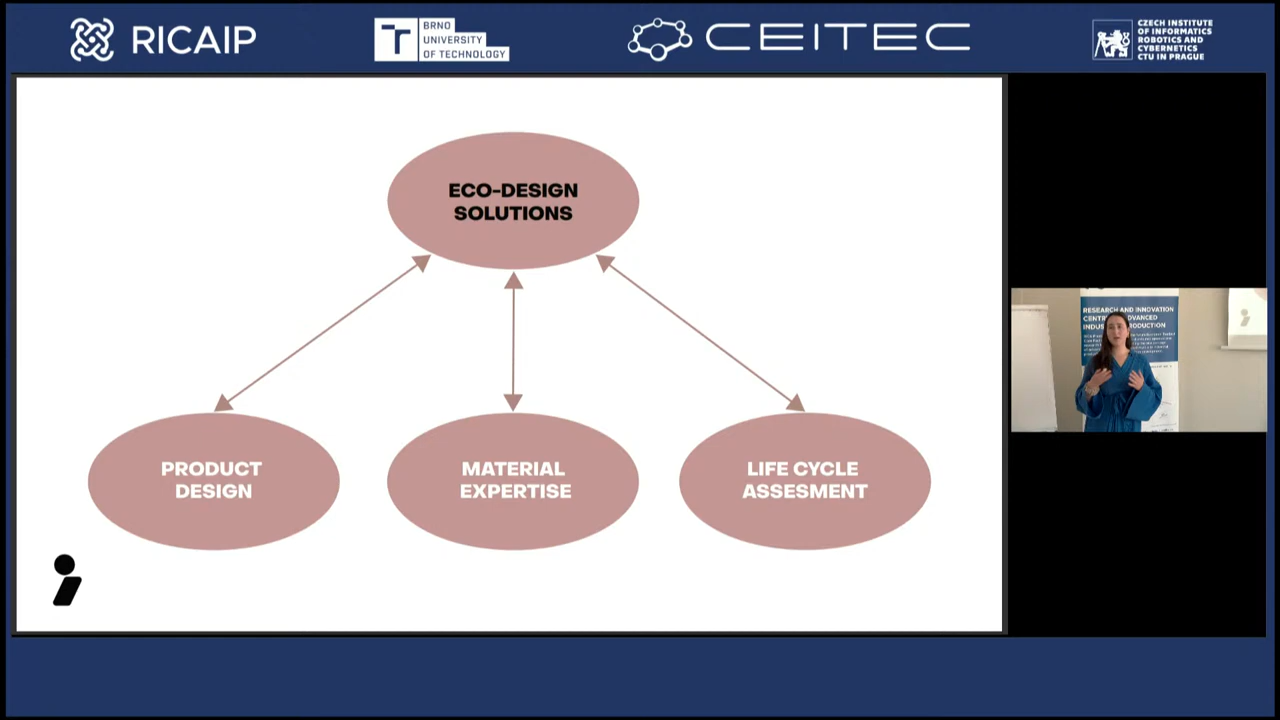 RICAIP
BRNO
UNIVERSITY
OF TECHNOLOGY
CEITEC
CZECH INSTITUTE
OF INFORMATICS
ROBOTICS AND
CYBERNETICS
CTU IN PRAGUE
ECO-DESIGN
SOLUTIONS
PRODUCT
DESIGN
MATERIAL
EXPERTISE
LIFE CYCLE
ASSESMENT
RESEARCH AND INNOVATION